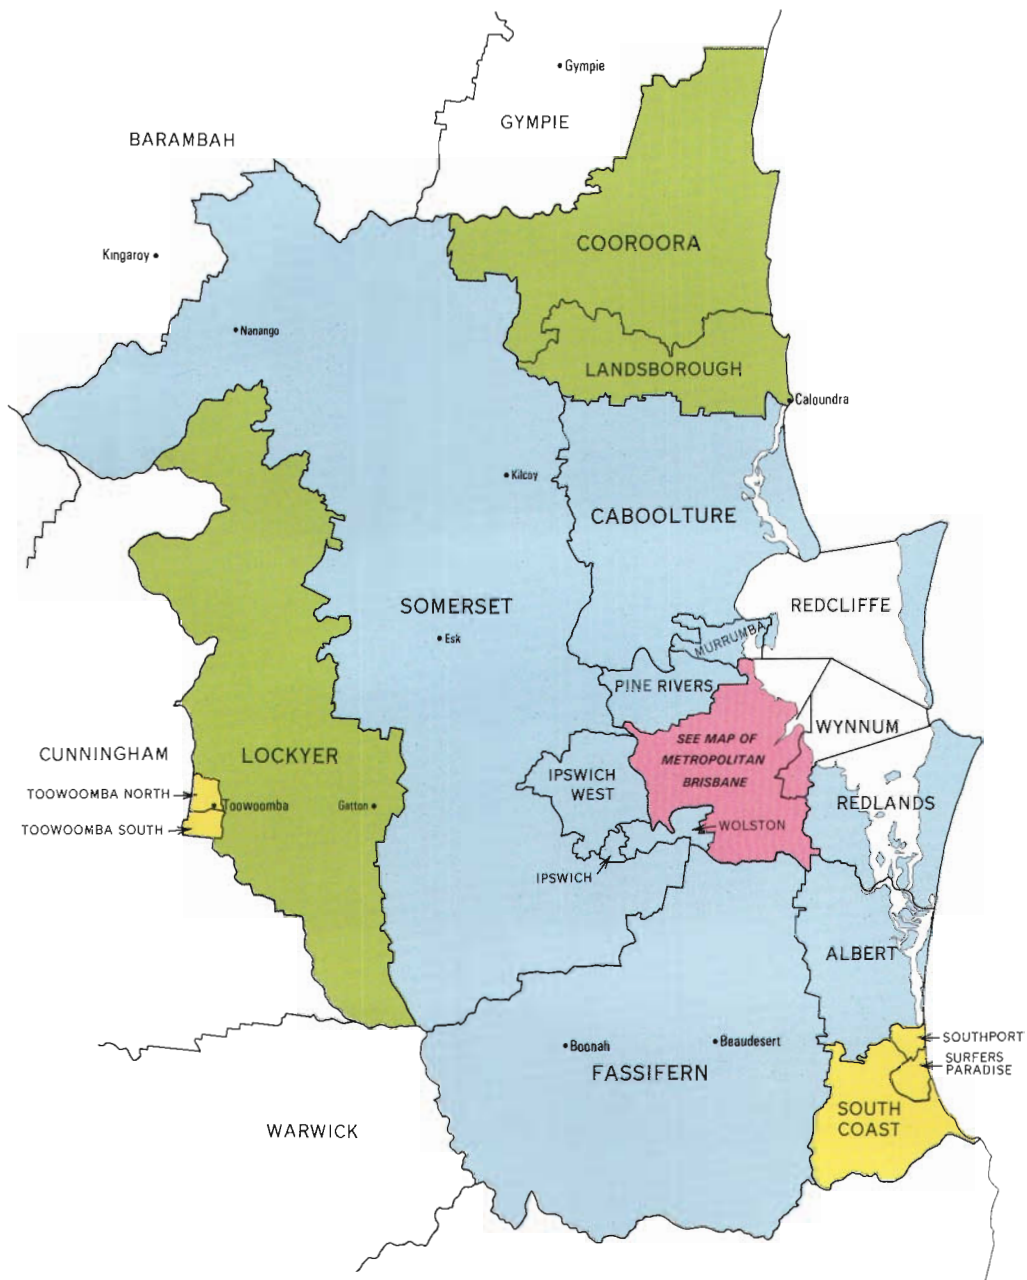 Gympie
GYMPIE
BARAMBAH
COOROORA
Kingaroy
Nanango
LANDSBOROUGH
Caloundra
Kilcoy
CABOOLTURE
SOMERSET
REDCLIFFE
Esk
MURRUMBA
PINE RIVERS
WYNNUM
SEE MAP OF
METROPOLITAN
BRISBANE
CUNNINGHAM
LOCKYER
IPSWICH
WEST
TOOWOOMBA NORTH
Toowoomba
Gatton
REDLANDS
TOOWOOMBA SOUTH
WOLSTON
IPSWICH
ALBERT
Boonah
Beaudesert
SOUTHPORT
SURFERS
PARADISE
FASSIFERN
SOUTH
COAST
WARWICK